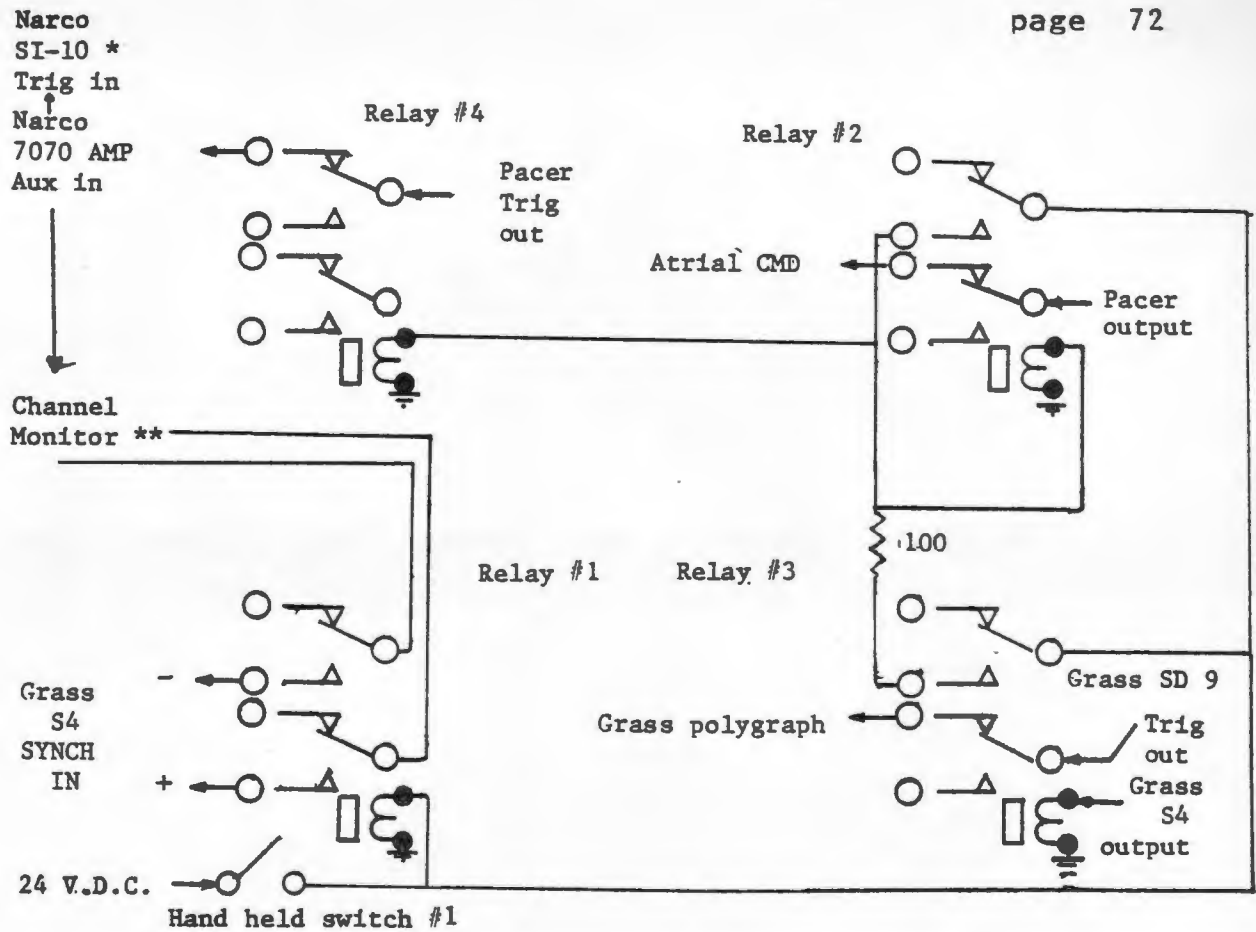 page 72
Narco
SI-10 *
Trig in
Narco
7070 AMP
Aux in
Relay #4
Pacer
Trig
out
Relay #2
Atrial CMD
Pacer
output
Channel
Monitor **
100
Relay #1
Relay #3
Grass
S4
SYNCH
IN
-
+
Grass SD 9
Trig
out
Grass polygraph
Grass
S4
output
24 V.D.C.
Hand held switch #1